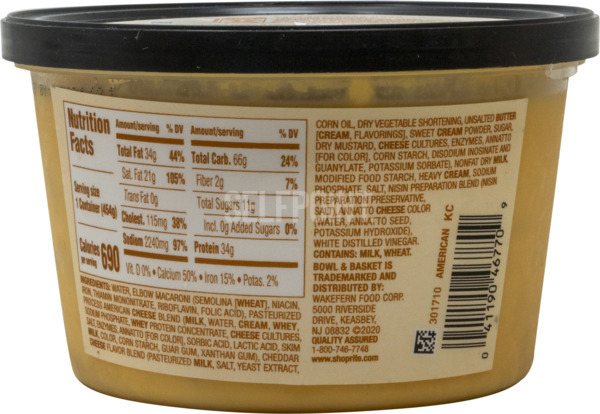 Nutrition
Facts
Serving size
1 Container (454g)
Calories 690
per serving
Amount/serving % DV
Total Fat 34g 44%
Sat. Fat 21g 105%
Trans Fat 0g
Cholest. 115mg 38%
Sodium 2240mg 97%
Amount/serving % DV
Total Carb. 66g 24%
Fiber 2g 7%
Total Sugars 11g
Incl. 0g Added Sugars 0%
Protein 34g
Vit. D 0% • Calcium 50% • Iron 15% • Potas. 2%
INGREDIENTS: WATER, ELBOW MACARONI (SEMOLINA [WHEAT], NIACIN,
IRON, THIAMIN MONONITRATE, RIBOFLAVIN, FOLIC ACID), PASTEURIZED
PROCESS AMERICAN CHEESE BLEND (MILK, WATER, CREAM, WHEY,
SODIUM PHOSPHATE, WHEY PROTEIN CONCENTRATE, CHEESE CULTURES,
SALT, ENZYMES, ANNATTO [FOR COLOR], SORBIC ACID, LACTIC ACID, SKIM
MILK, COLOR, CORN STARCH, GUAR GUM, XANTHAN GUM), CHEDDAR
CHEESE FLAVOR BLEND (PASTEURIZED MILK, SALT, YEAST EXTRACT,
CORN OIL, DRY VEGETABLE SHORTENING, UNSALTED BUTTER
[CREAM, FLAVORINGS], SWEET CREAM POWDER, SUGAR,
DRY MUSTARD, CHEESE CULTURES, ENZYMES, ANNATTO
[FOR COLOR], CORN STARCH, DISODIUM INOSINATE AND
GUANYLATE, POTASSIUM SORBATE), NONFAT DRY MILK,
MODIFIED FOOD STARCH, HEAVY CREAM, SODIUM
PHOSPHATE, SALT, NISIN PREPARATION BLEND (NISIN
PREPARATION PRESERVATIVE,
SALT), ANNATTO CHEESE COLOR
(WATER, ANNATTO SEED,
POTASSIUM HYDROXIDE),
WHITE DISTILLED VINEGAR.
CONTAINS: MILK, WHEAT.
BOWL & BASKET IS
TRADEMARKED AND
DISTRIBUTED BY:
WAKEFERN FOOD CORP.
5000 RIVERSIDE
DRIVE, KEASBEY,
NJ 08832 ©2020
QUALITY ASSURED
1-800-746-7748
www.shoprite.com
301710 AMERICAN KC
0 41190 46770 9